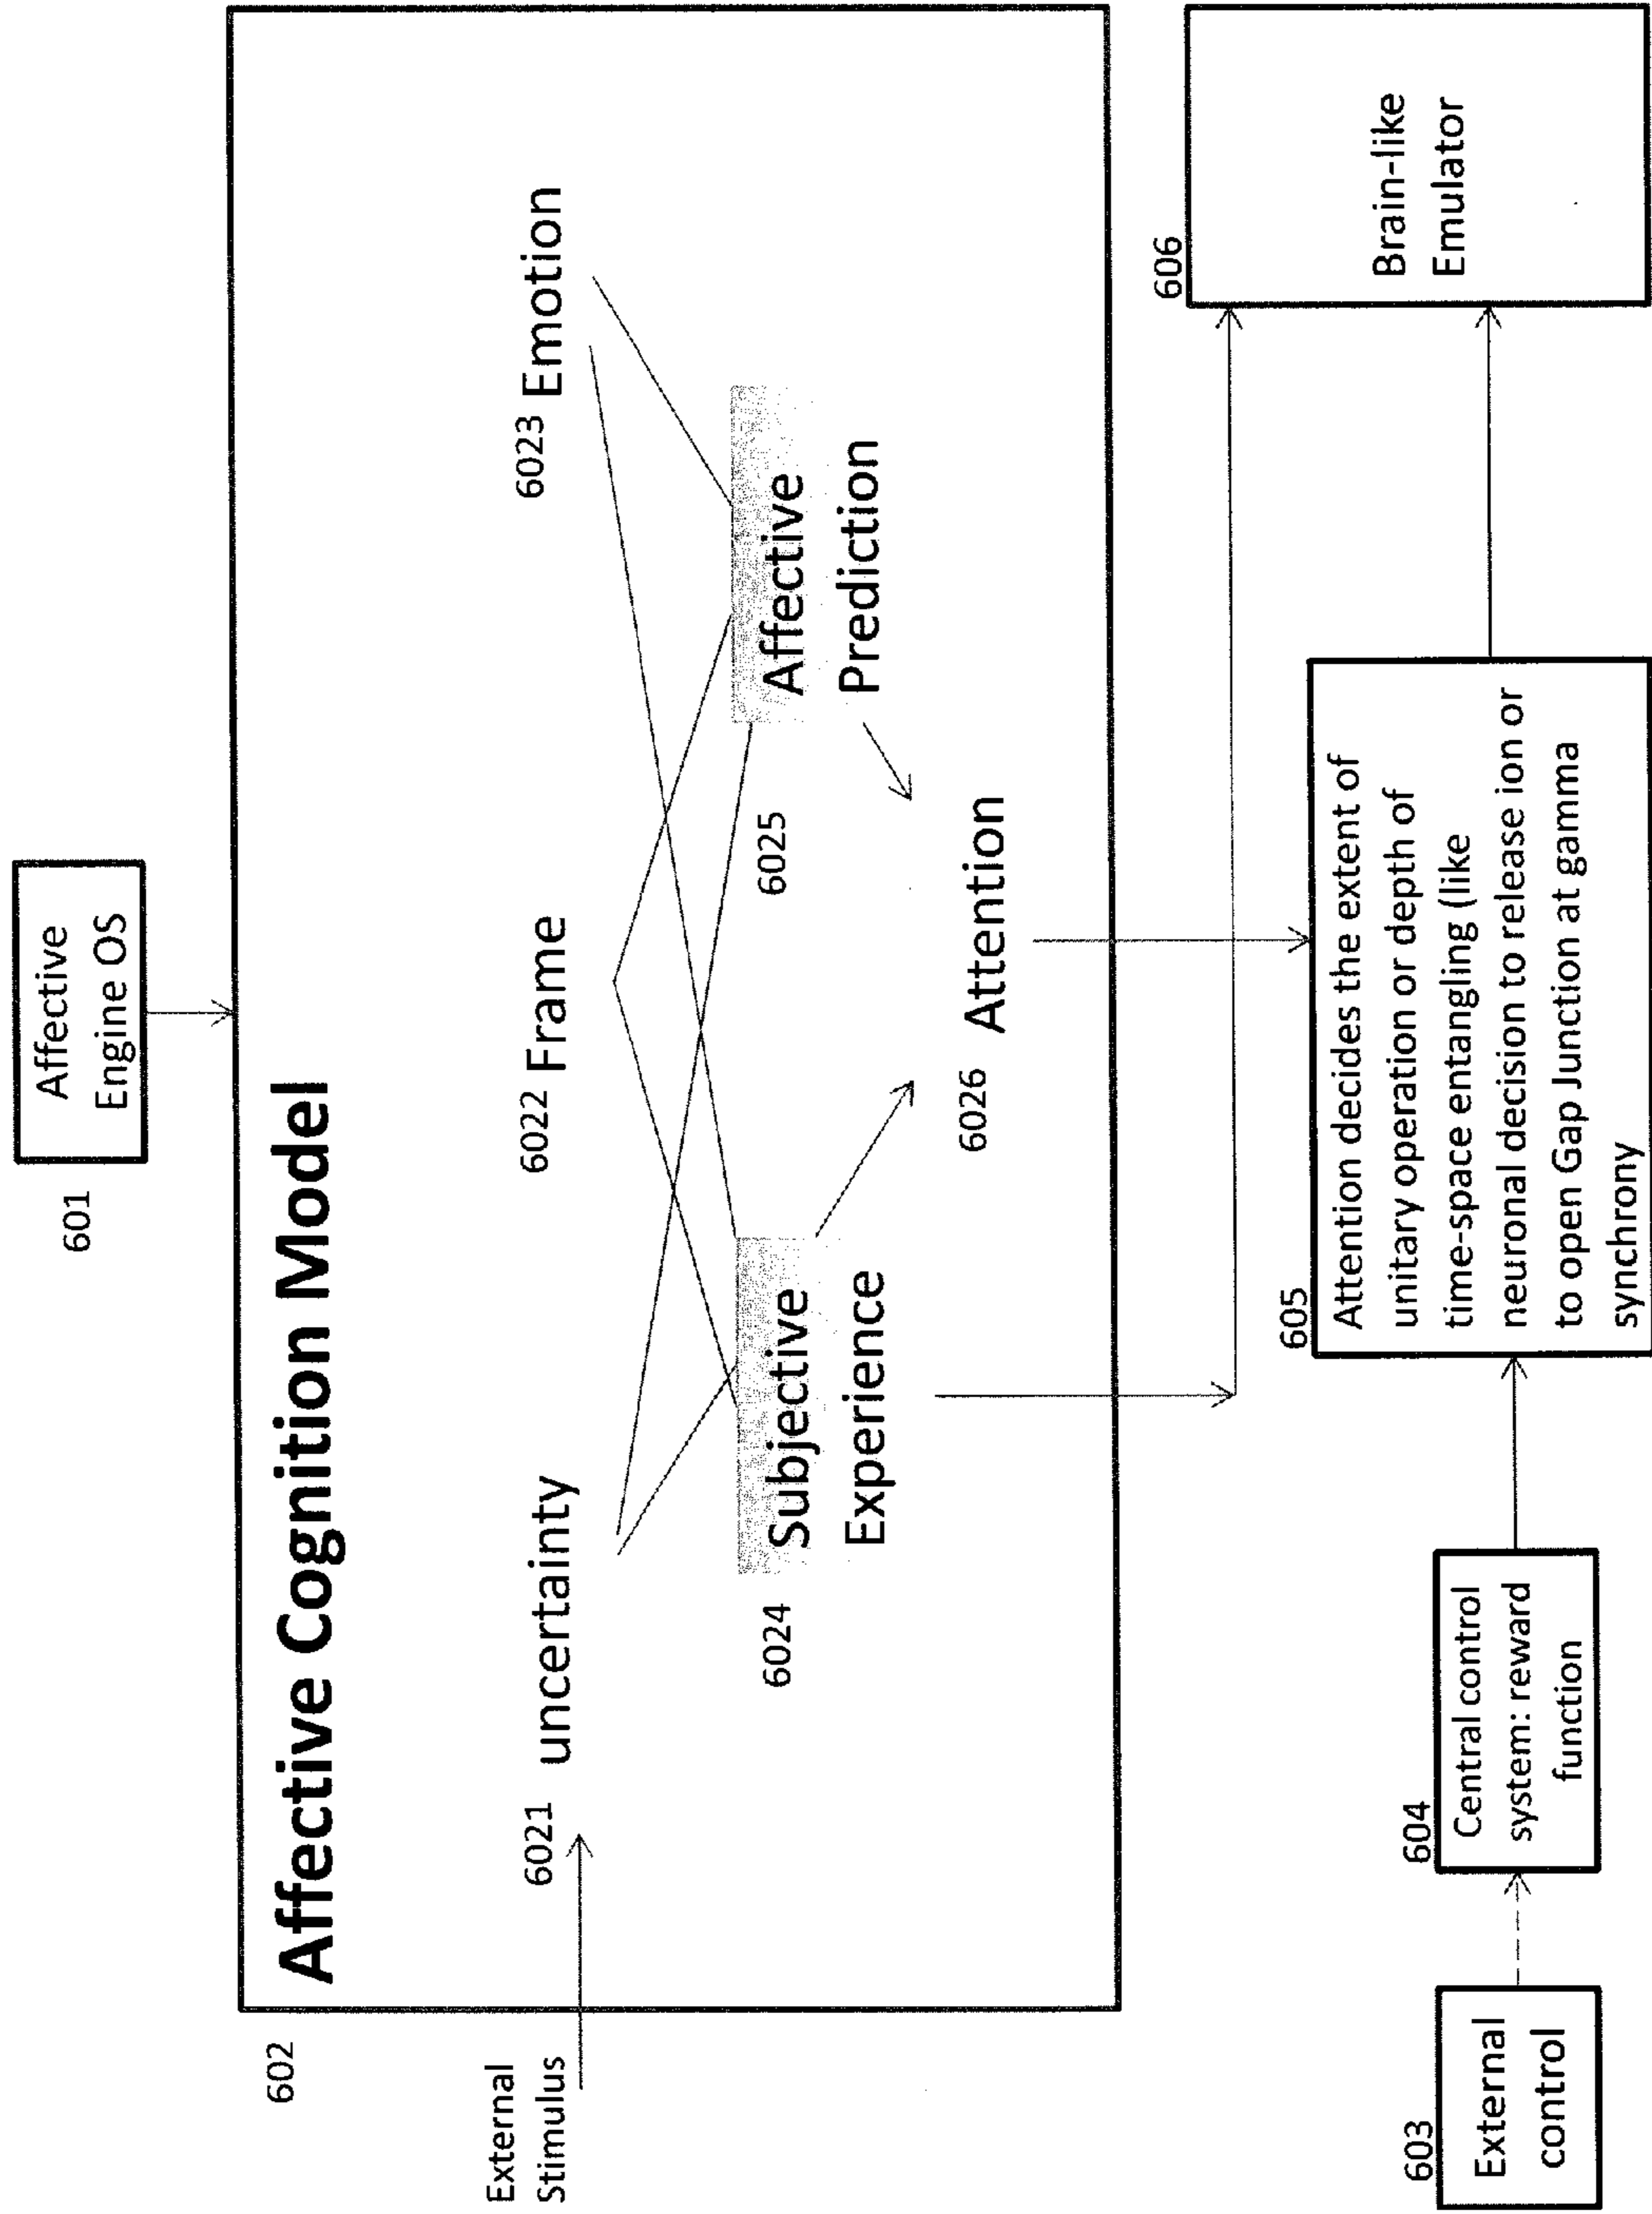 601
Affective
Engine OS
602
Affective Cognition Model
External
Stimulus
6021
uncertainty
6022
Frame
6023
Emotion
6024
Subjective
Experience
6025
Affective
Prediction
6026
Attention
603
External
control
604
Central control
system: reward
function
605
Attention decides the extent of
unitary operation or depth of
time-space entangling (like
neuronal decision to release ion or
to open Gap Junction at gamma
synchrony
606
Brain-like
Emulator